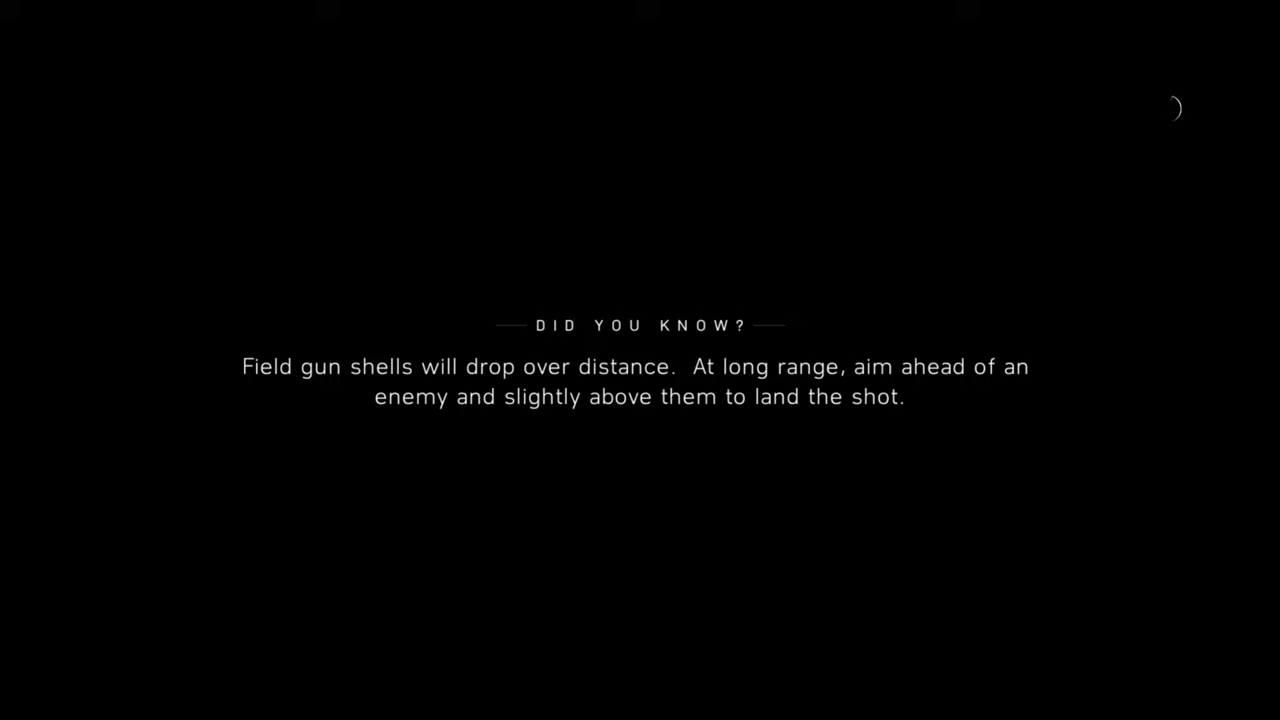 DID YOU KNOW?
Field gun shells will drop over distance.  At long range, aim ahead of an
enemy and slightly above them to land the shot.